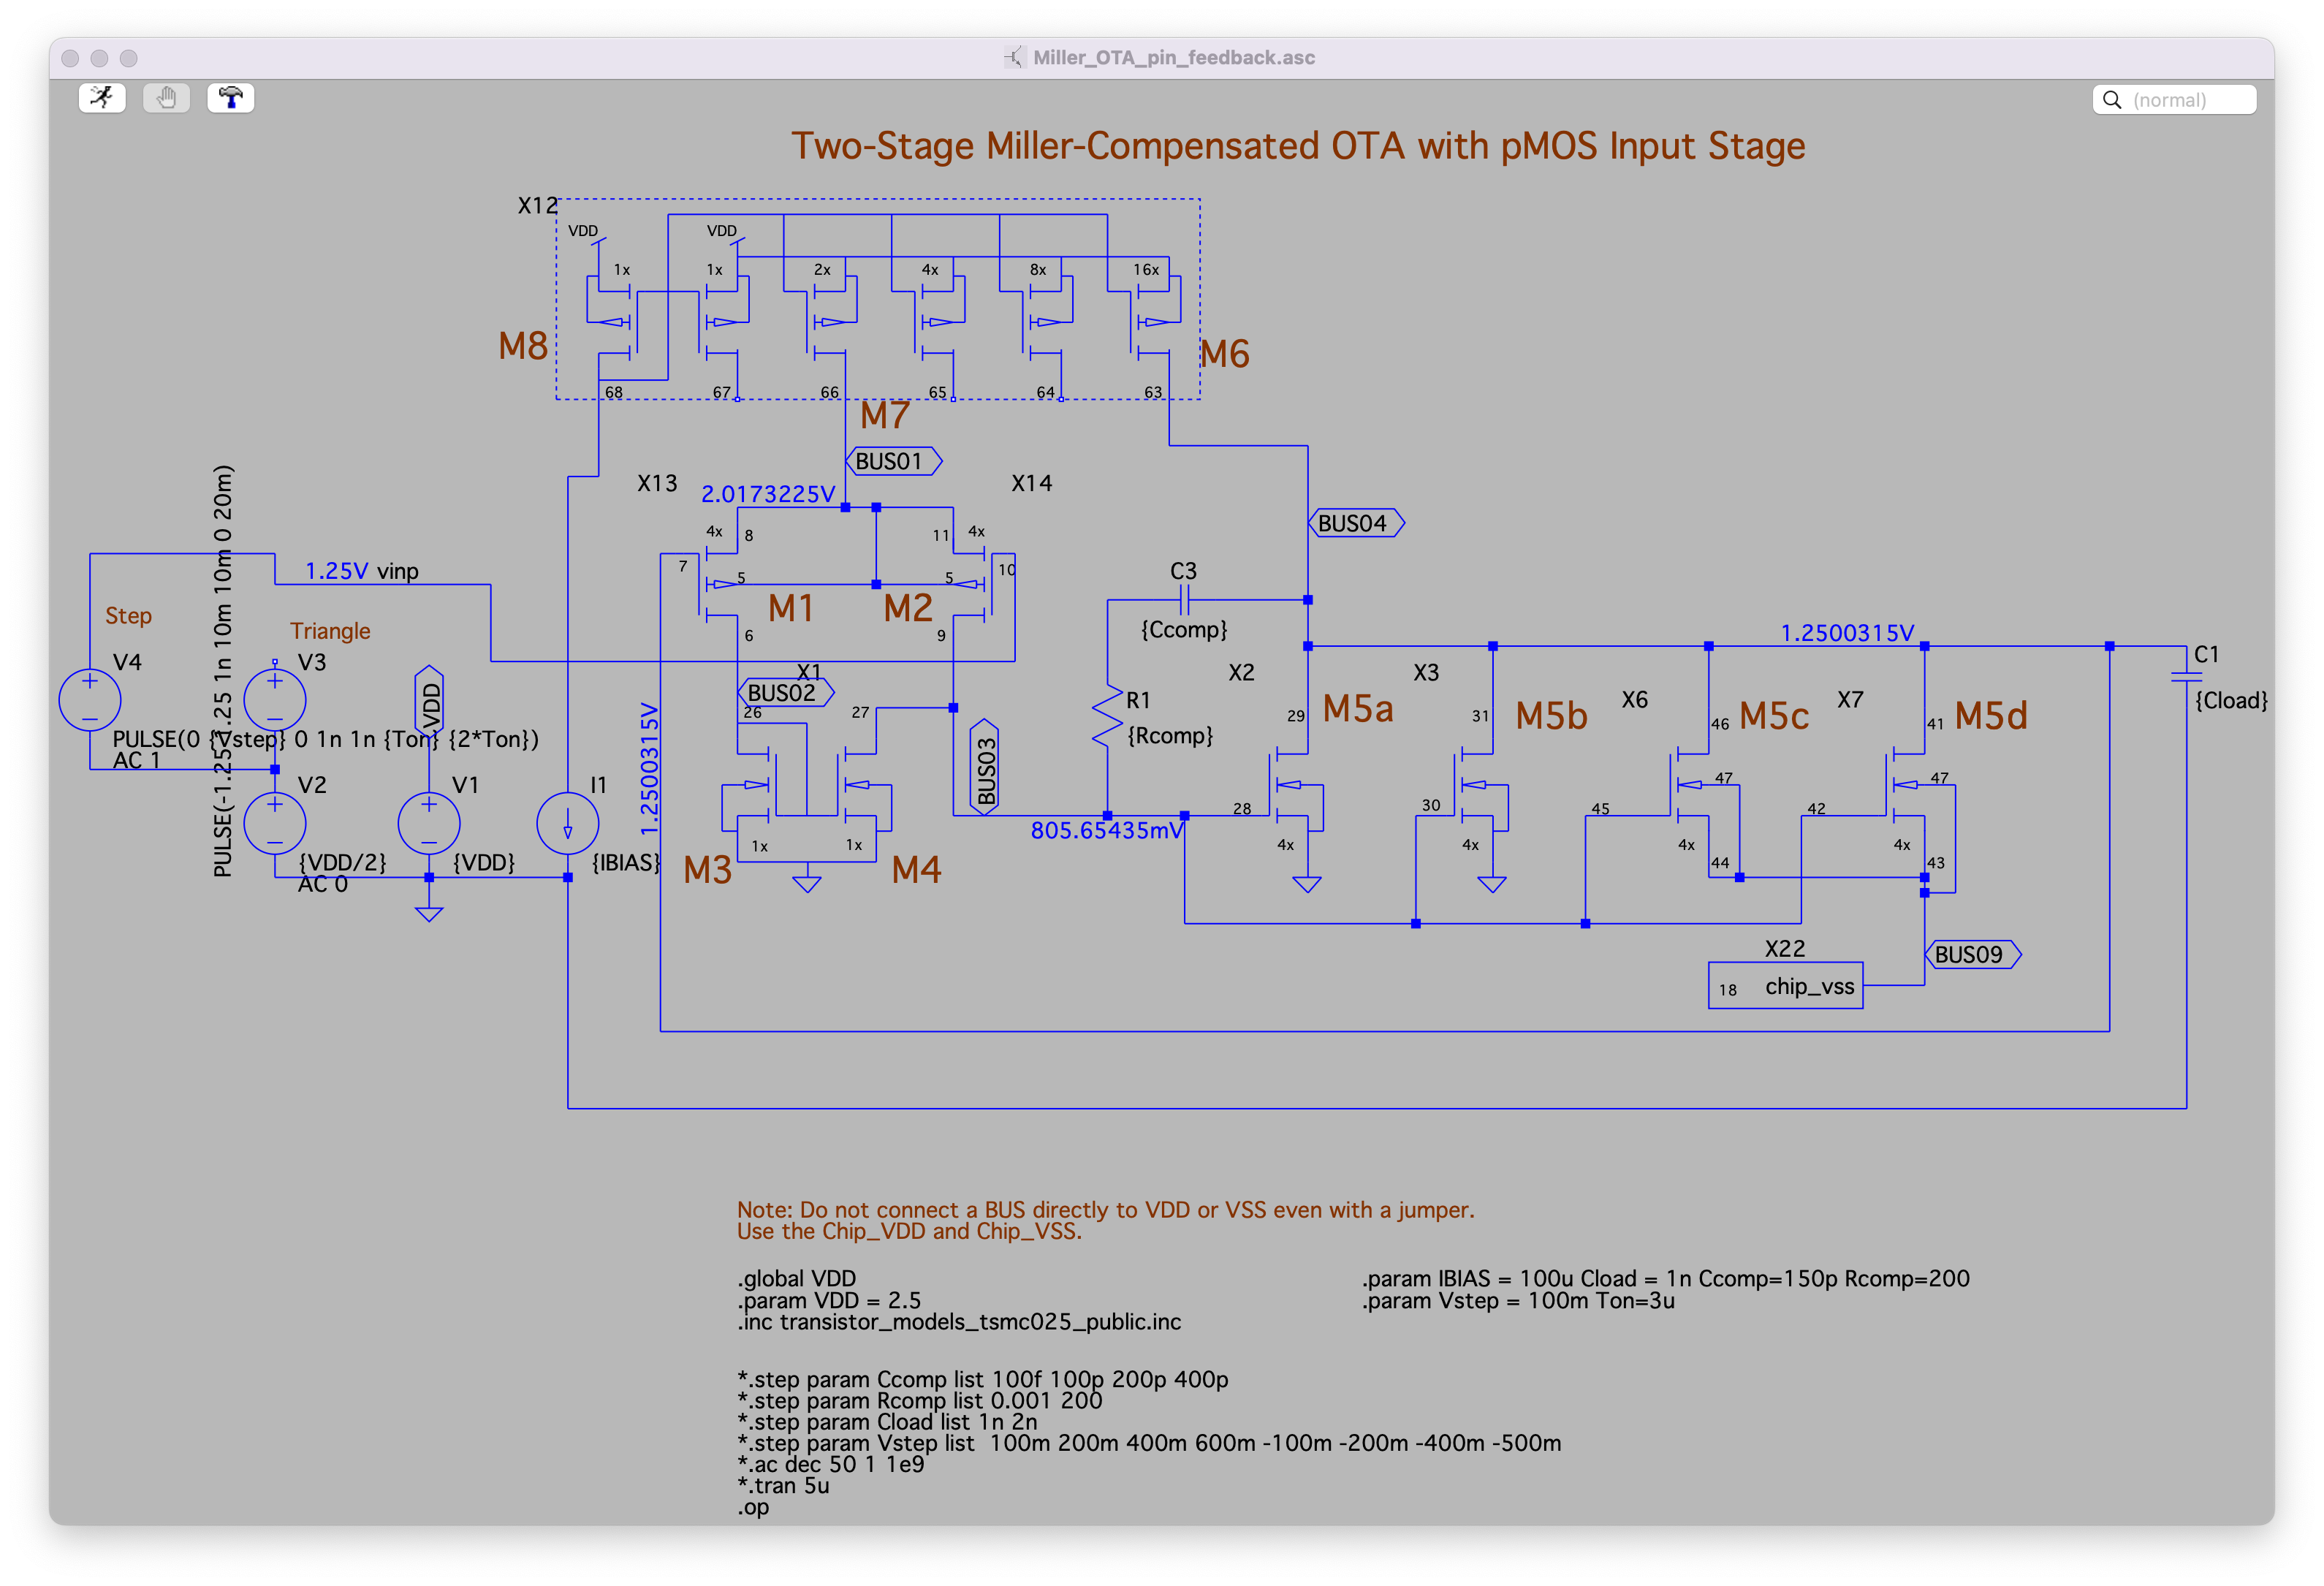 Miller_OTA_pin_feedback.asc
(normal)
Two-Stage Miller-Compensated OTA with pMOS Input Stage
X12
VDD
VDD
1x
1x
2x
4x
8x
16x
M8
M6
68
67
66
65
64
63
M7
BUS01
X13
2.0173225V
X14
BUS04
4x
8
11
4x
7
5
5
10
M1
M2
6
9
1.25V vinp
Step
Triangle
V4
V3
VDD
PULSE(-1.25 1.25 1n 10m 10m 0 20m)
PULSE(0 {Vstep} 0 1n 1n {Ton} {2*Ton})
AC 1
V2
{VDD/2}
AC 0
V1
{VDD}
I1
{IBIAS}
1.2500315V
X1
BUS02
26
27
BUS03
M3
1x
1x
M4
C3
{Ccomp}
R1
{Rcomp}
805.65435mV
X2
29
M5a
28
4x
X3
31
M5b
30
4x
X6
46
M5c
47
45
4x
44
1.2500315V
X7
41
M5d
47
42
4x
43
C1
{Cload}
X22
18
chip_vss
BUS09
Note: Do not connect a BUS directly to VDD or VSS even with a jumper.
Use the Chip_VDD and Chip_VSS.
.global VDD
.param VDD = 2.5
.inc transistor_models_tsmc025_public.inc
.param IBIAS = 100u Cload = 1n Ccomp=150p Rcomp=200
.param Vstep = 100m Ton=3u
*.step param Ccomp list 100f 100p 200p 400p
*.step param Rcomp list 0.001 200
*.step param Cload list 1n 2n
*.step param Vstep list  100m 200m 400m 600m -100m -200m -400m -500m
*.ac dec 50 1 1e9
*.tran 5u
.op